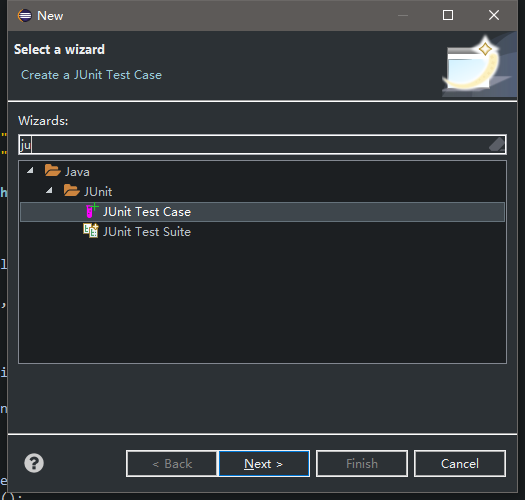 New
Select a wizard
Create a JUnit Test Case
Wizards:
ju
Java
JUnit
JUnit Test Case
JUnit Test Suite
"
"
h
l
,
i
n
e
();
?
< Back
Next >
Finish
Cancel